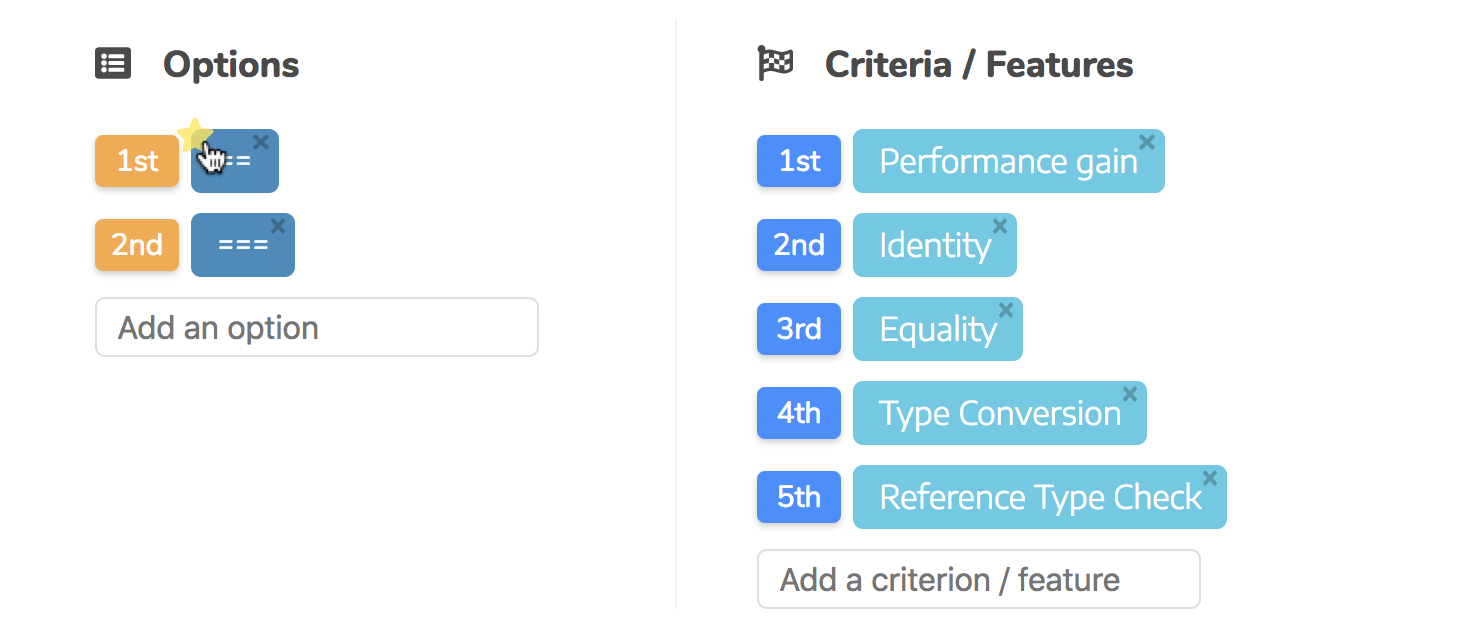 Options
1st
==
2nd
===
Add an option
Criteria / Features
1st Performance gain
2nd Identity
3rd Equality
4th Type Conversion
5th Reference Type Check
Add a criterion / feature